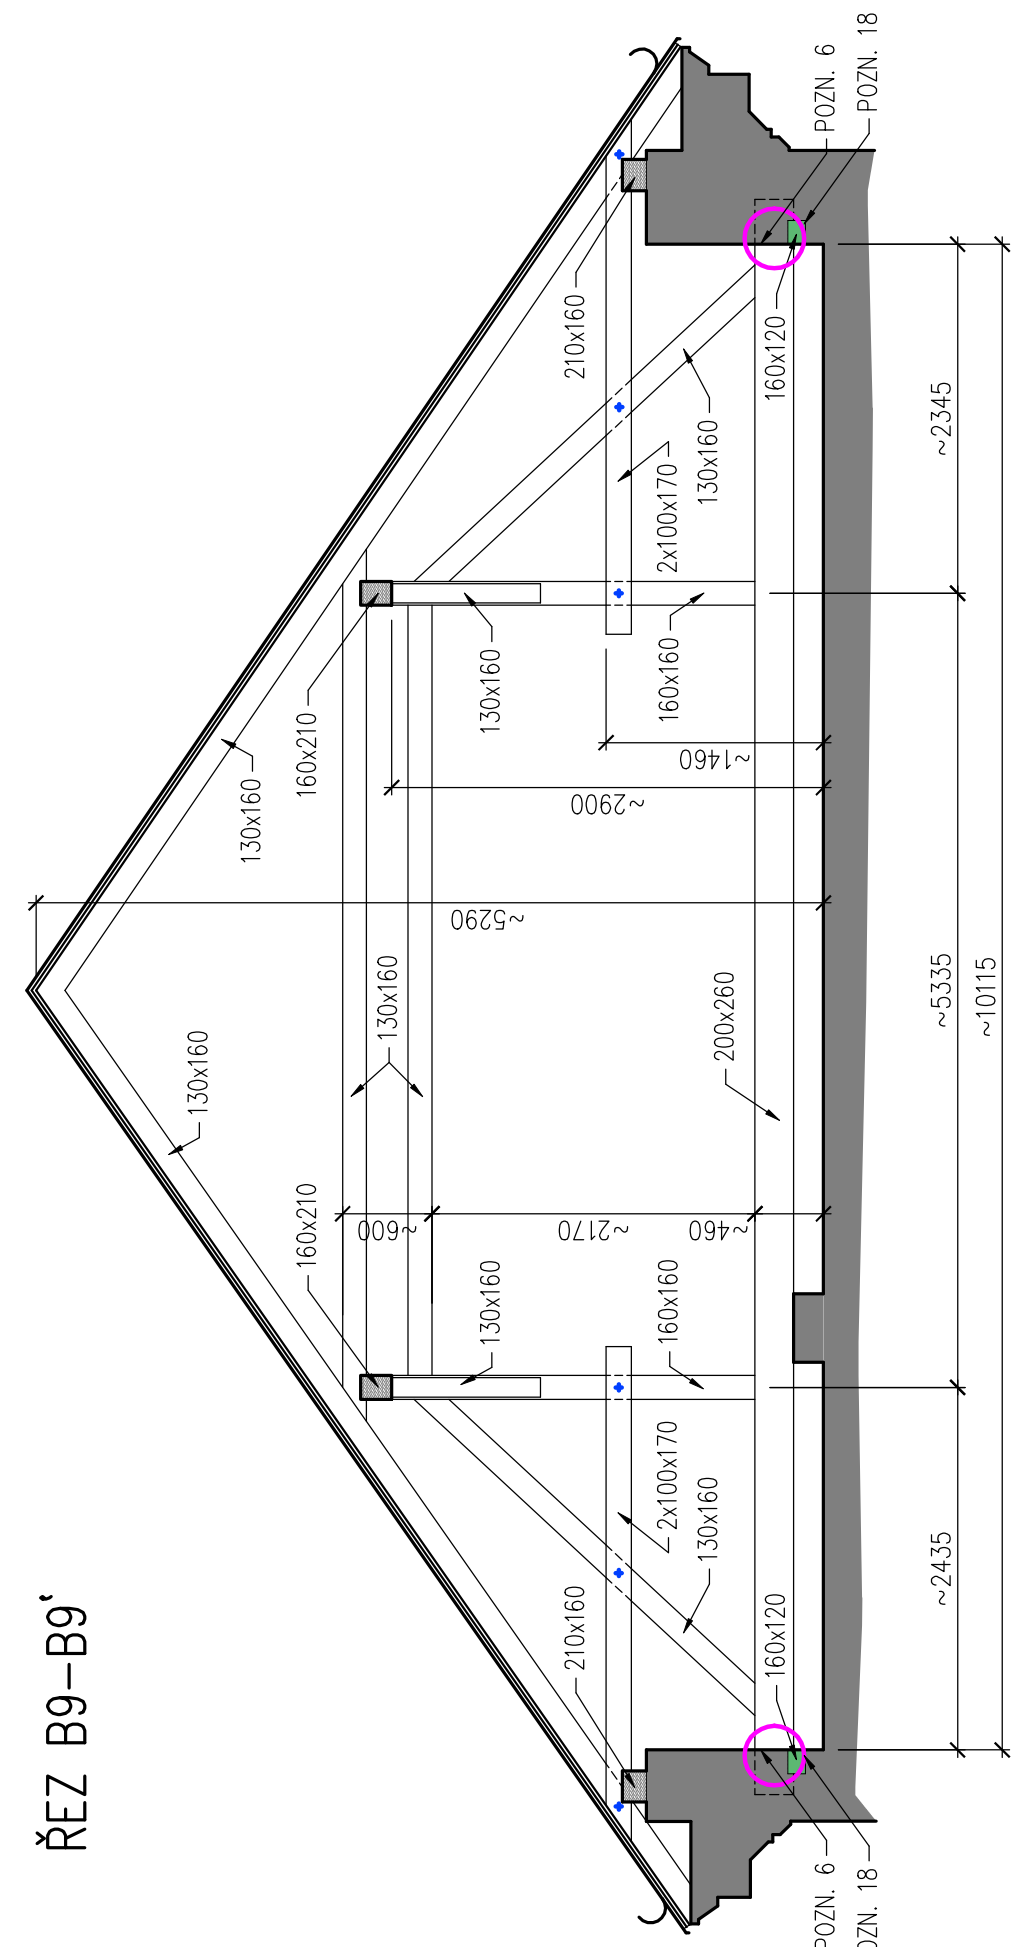 ŘEZ B9-B9‘
130x160
130x160
160x210
160x210
130x160
210x160
210x160
130x160
130x160
2x100x170
2x100x170
160x160
160x160
130x160
130x160
200x260
160x120
160x120
~600
~2170
~460
~5290
~2900
~1460
POZN. 6
POZN. 18
POZN. 6
OZN. 18
~2435
~5335
~2345
~10115